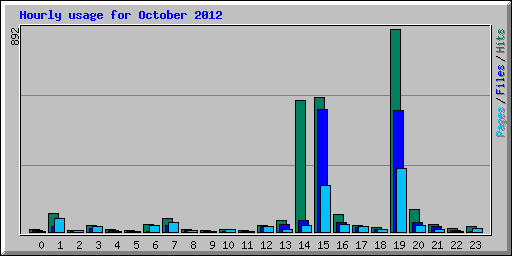 Hourly usage for October 2012
892
Pages/Files/Hits
0 1 2 3 4 5 6 7 8 9 10 11 12 13 14 15 16 17 18 19 20 21 22 23